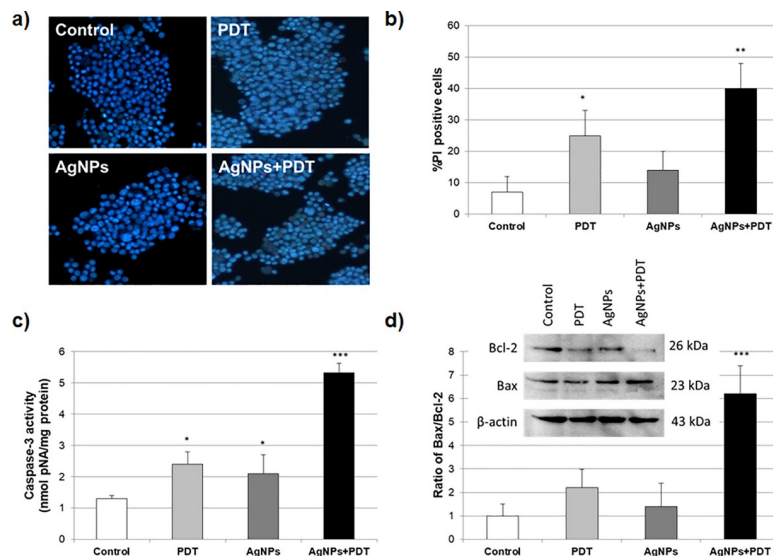 a)
Control
PDT
AgNPs
AgNPs+PDT
b)
%PI positive cells
60
50
40
30
20
10
0
*
**
Control PDT AgNPs AgNPs+PDT
c)
Caspase-3 activity
(nmol pNA/mg protein)
6
5
4
3
2
1
0
*
*
***
Control PDT AgNPs AgNPs+PDT
d)
Control PDT AgNPs AgNPs+PDT
Bcl-2 26 kDa
Bax 23 kDa
β-actin 43 kDa
Ratio of Bax/Bcl-2
8
7
6
5
4
3
2
1
0
***
Control PDT AgNPs AgNPs+PDT